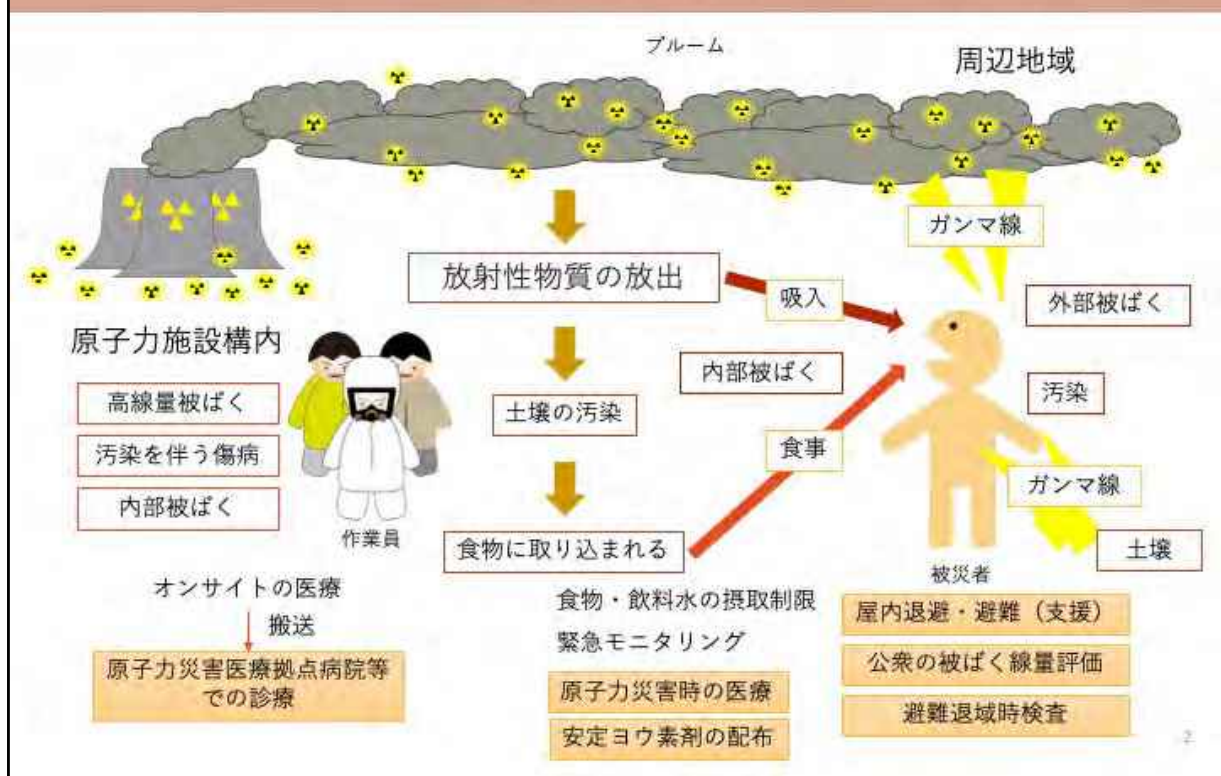 プルーム
周辺地域
ガンマ線
放射性物質の放出
吸入
外部被ばく
原子力施設構内
内部被ばく
汚染
高線量被ばく
土壌の汚染
汚染を伴う傷病
食事
ガンマ線
内部被ばく
作業員
食物に取り込まれる
土壌
被災者
オンサイトの医療
搬送
原子力災害医療拠点病院等
での診療
食物・飲料水の摂取制限
緊急モニタリング
原子力災害時の医療
安定ヨウ素剤の配布
屋内退避・避難（支援）
公衆の被ばく線量評価
避難退域時検査
2